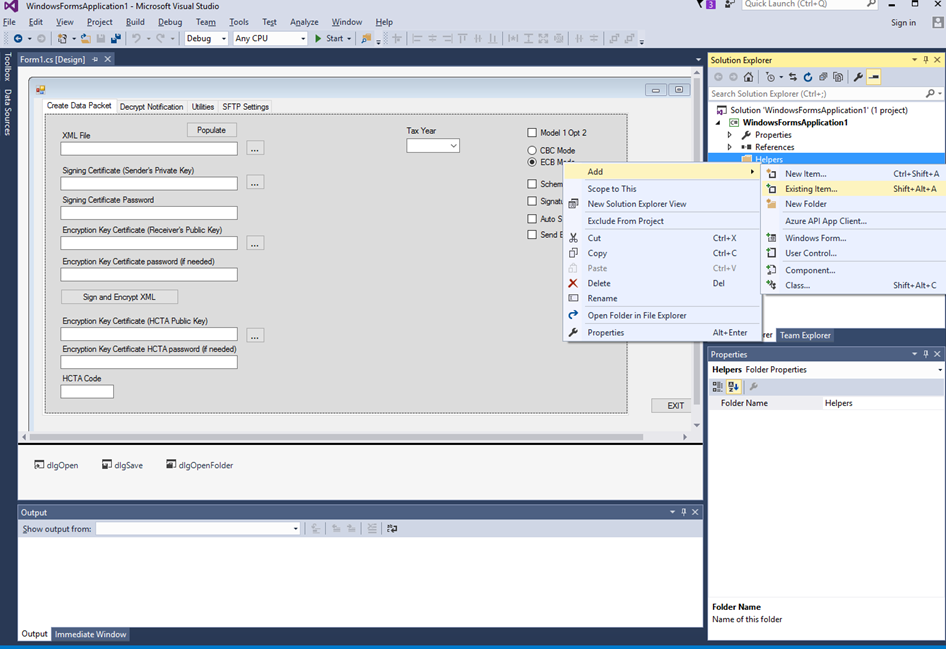 WindowsFormsApplication1 - Microsoft Visual Studio
3
Quick Launch (Ctrl+Q)
File Edit View Project Build Debug Team Tools Test Analyze Window Help
Sign in
Debug Any CPU Start
Toolbox
Data Sources
Form1.cs [Design]
Create Data Packet Decrypt Notification Utilities SFTP Settings
XML File
Populate
...
Signing Certificate (Sender's Private Key)
...
Signing Certificate Password
Encryption Key Certificate (Receiver's Public Key)
...
Encryption Key Certificate password (if needed)
Sign and Encrypt XML
Encryption Key Certificate (HCTA Public Key)
...
Encryption Key Certificate HCTA password (if needed)
HCTA Code
Tax Year
Model 1 Opt 2
CBC Mode
ECB Mode
Schem
Signatu
Auto S
Send E
EXIT
dlgOpen dlgSave dlgOpenFolder
Add
Scope to This
New Solution Explorer View
Exclude From Project
Cut Ctrl+X
Copy Ctrl+C
Paste Ctrl+V
Delete Del
Rename
Open Folder in File Explorer
Properties Alt+Enter
New Item... Ctrl+Shift+A
Existing Item... Shift+Alt+A
New Folder
Azure API App Client...
Windows Form...
User Control...
Component...
Class... Shift+Alt+C
Solution Explorer
Search Solution Explorer (Ctrl+;)
Solution 'WindowsFormsApplication1' (1 project)
WindowsFormsApplication1
Properties
References
Helpers
rer Team Explorer
Properties
Helpers Folder Properties
Folder Name Helpers
Folder Name
Name of this folder
Output
Show output from:
Output Immediate Window